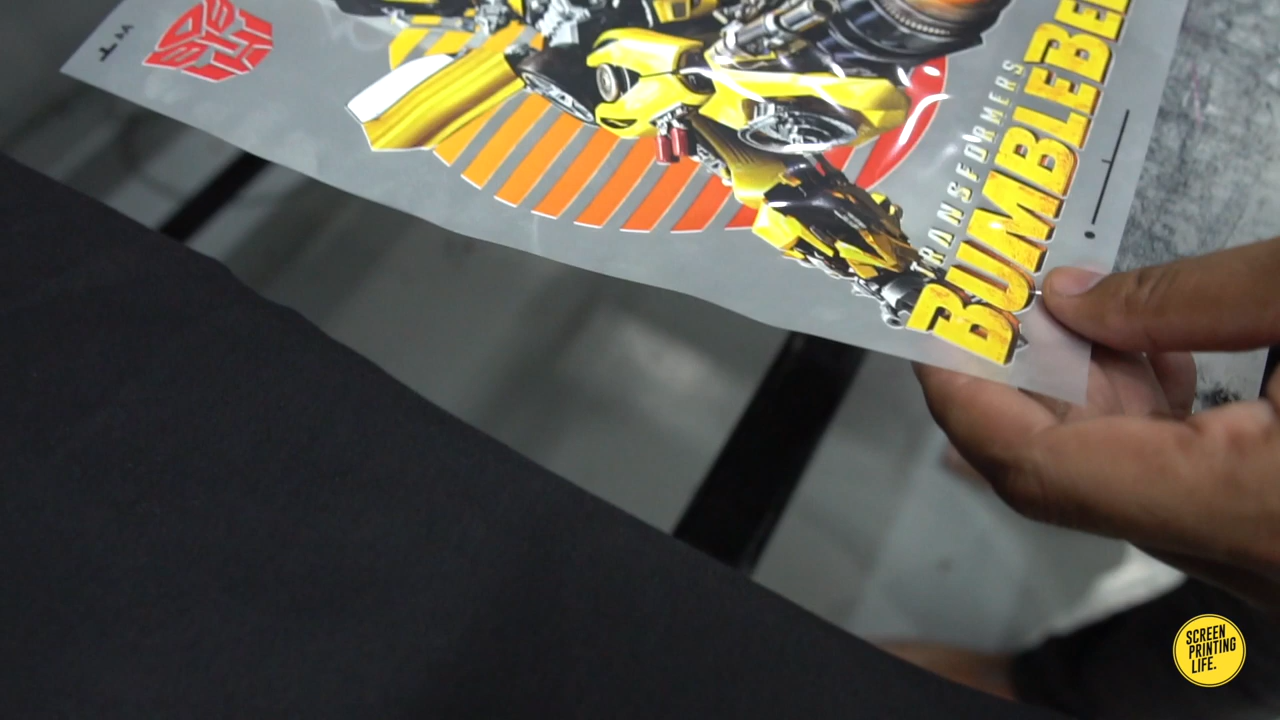 TRANSFORMERS
BUMBLEBEE
SCREEN
PRINTING
LIFE.